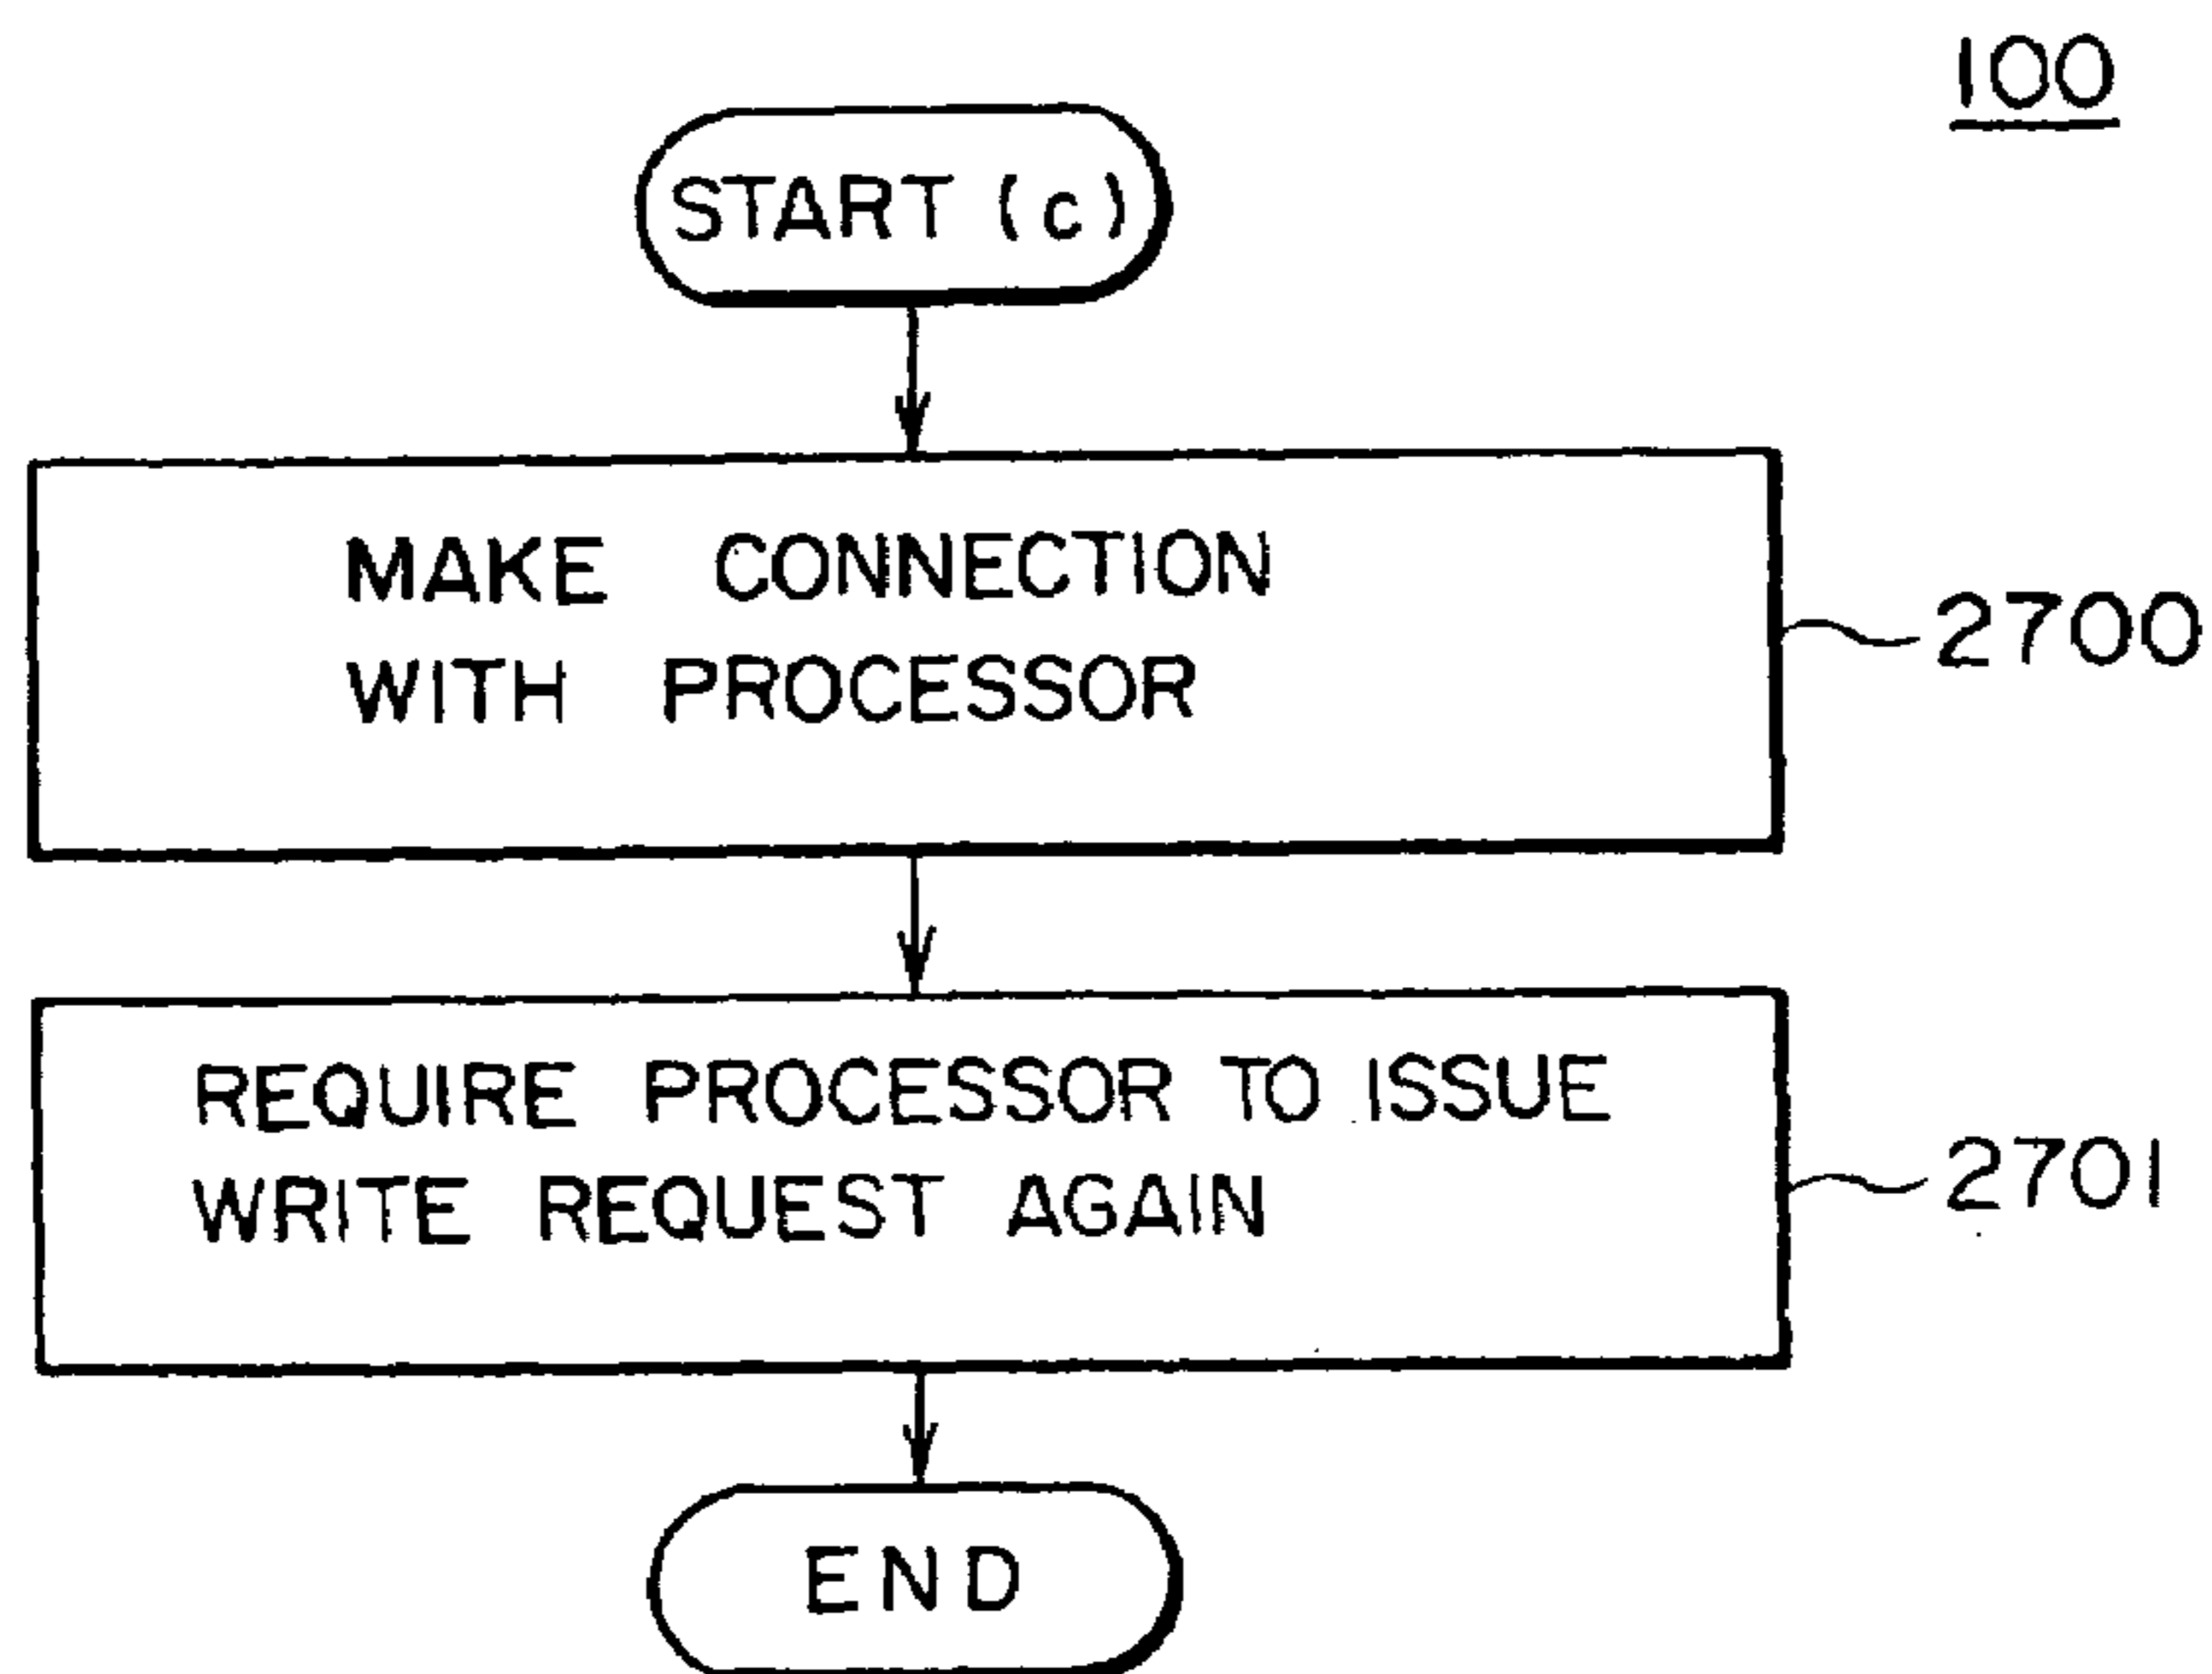 100
START (c)
MAKE CONNECTION
WITH PROCESSOR
2700
REQUIRE PROCESSOR TO ISSUE
WRITE REQUEST AGAIN
2701
END